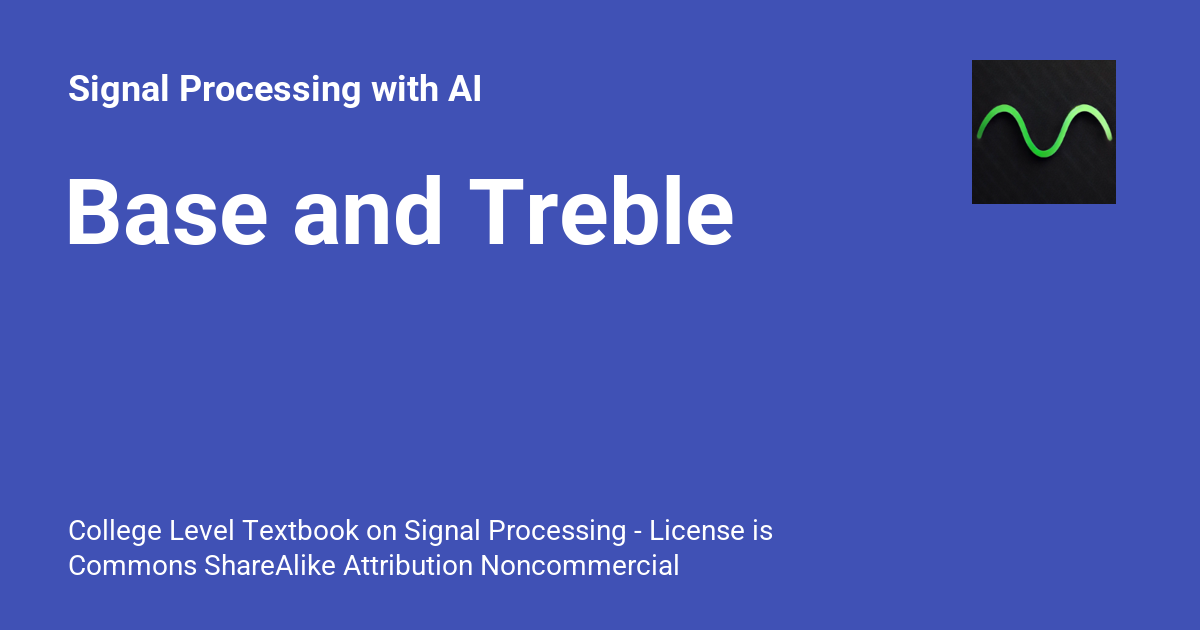 Signal Processing with AI
Base and Treble
College Level Textbook on Signal Processing - License is
Commons ShareAlike Attribution Noncommercial